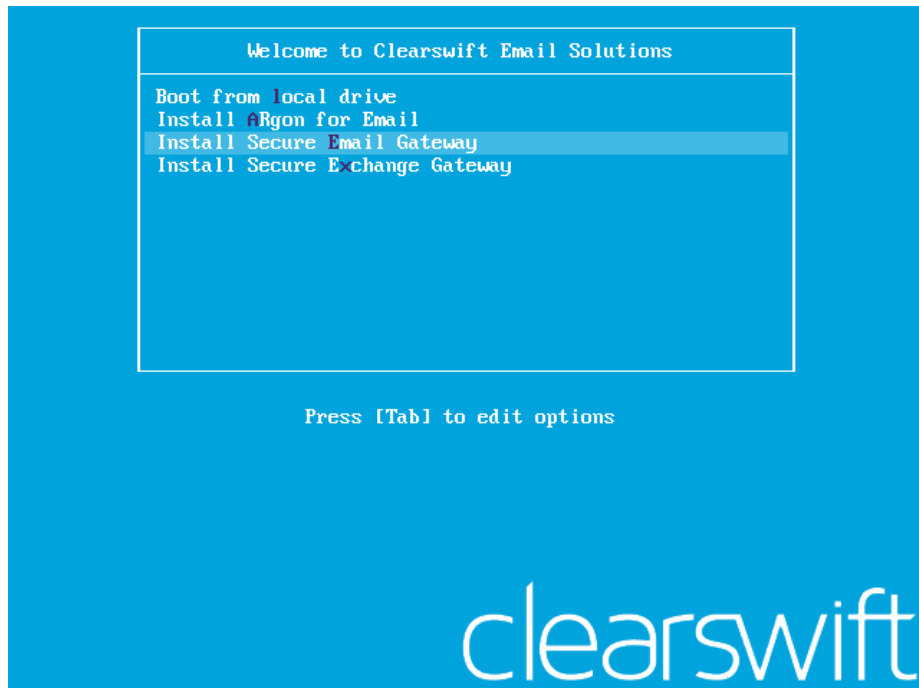 Welcome to Clearswift Email Solutions
Boot from local drive
Install ARgon for Email
Install Secure Email Gateway
Install Secure Exchange Gateway
Press [Tab] to edit options
clearswift